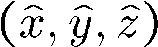 (x̂, ŷ, ẑ)